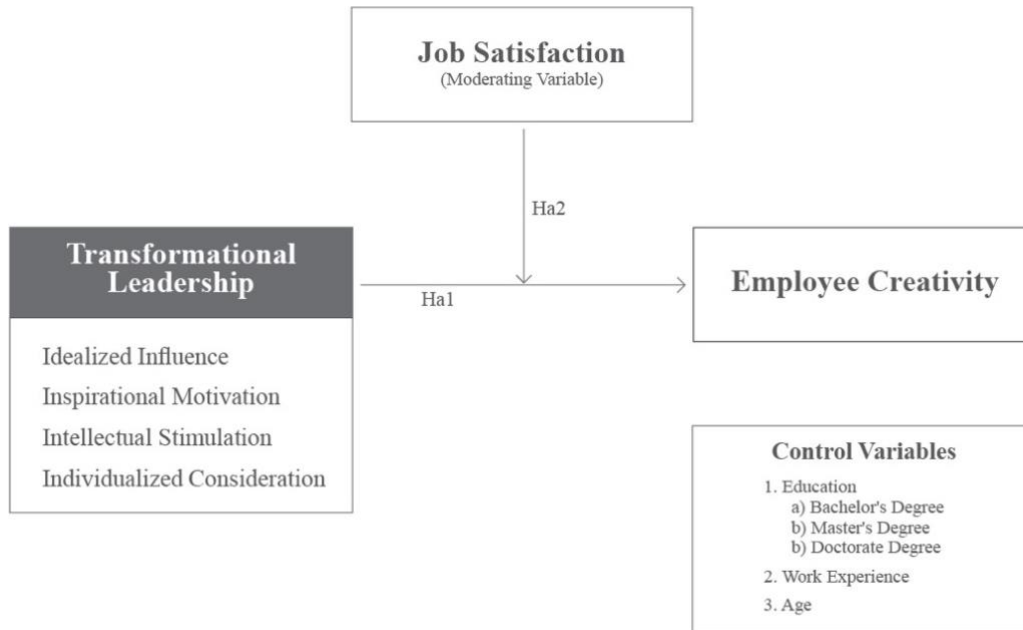 Job Satisfaction
(Moderating Variable)
Ha2
Transformational
Leadership
Idealized Influence
Inspirational Motivation
Intellectual Stimulation
Individualized Consideration
Ha1
Employee Creativity
Control Variables
1. Education
a) Bachelor's Degree
b) Master's Degree
b) Doctorate Degree
2. Work Experience
3. Age